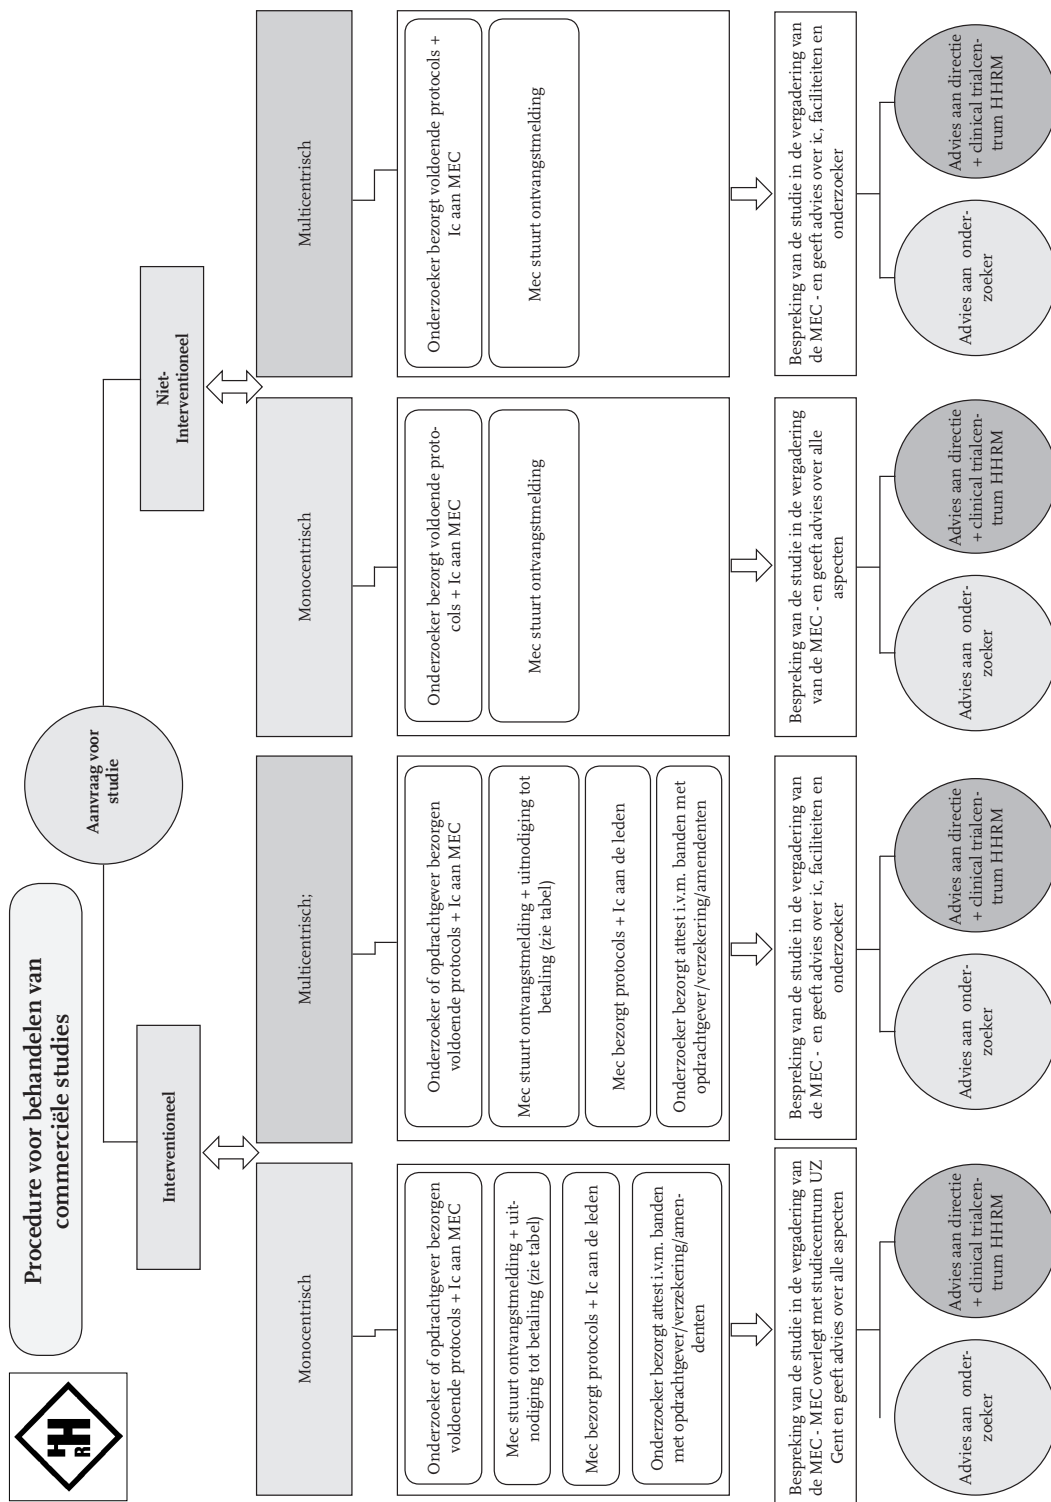 HH
R
Procedure voor behandelen van
commerciële studies
Aanvraag voor
studie
Interventioneel
Niet-
Interventioneel
Monocentrisch
Onderzoeker of opdrachtgever bezorgen
voldoende protocols + Ic aan MEC
Mec stuurt ontvangstmelding + uit-
nodiging tot betaling (zie tabel)
Mec bezorgt protocols + Ic aan de leden
Onderzoeker bezorgt attest i.v.m. banden
met opdrachtgever/verzekering/amen-
denten
Bespreking van de studie in de vergadering van
de MEC - MEC overlegt met studiecentrum UZ
Gent en geeft advies over alle aspecten
Advies aan onder-
zoeker
Advies aan directie
+ clinical trialcen-
trum HHRM
Multicentrisch;
Onderzoeker of opdrachtgever bezorgen
voldoende protocols + Ic aan MEC
Mec stuurt ontvangstmelding + uitnodiging tot
betaling (zie tabel)
Mec bezorgt protocols + Ic aan de leden
Onderzoeker bezorgt attest i.v.m. banden met
opdrachtgever/verzekering/amendenten
Bespreking van de studie in de vergadering van
de MEC - en geeft advies over ic, faciliteiten en
onderzoeker
Advies aan onder-
zoeker
Advies aan directie
+ clinical trialcen-
trum HHRM
Monocentrisch
Onderzoeker bezorgt voldoende proto-
cols + Ic aan MEC
Mec stuurt ontvangstmelding
Bespreking van de studie in de vergadering
van de MEC - en geeft advies over alle
aspecten
Advies aan onder-
zoeker
Advies aan directie
+ clinical trialcen-
trum HHRM
Multicentrisch
Onderzoeker bezorgt voldoende protocols +
Ic aan MEC
Mec stuurt ontvangstmelding
Bespreking van de studie in de vergadering van
de MEC - en geeft advies over ic, faciliteiten en
onderzoeker
Advies aan onder-
zoeker
Advies aan directie
+ clinical trialcen-
trum HHRM